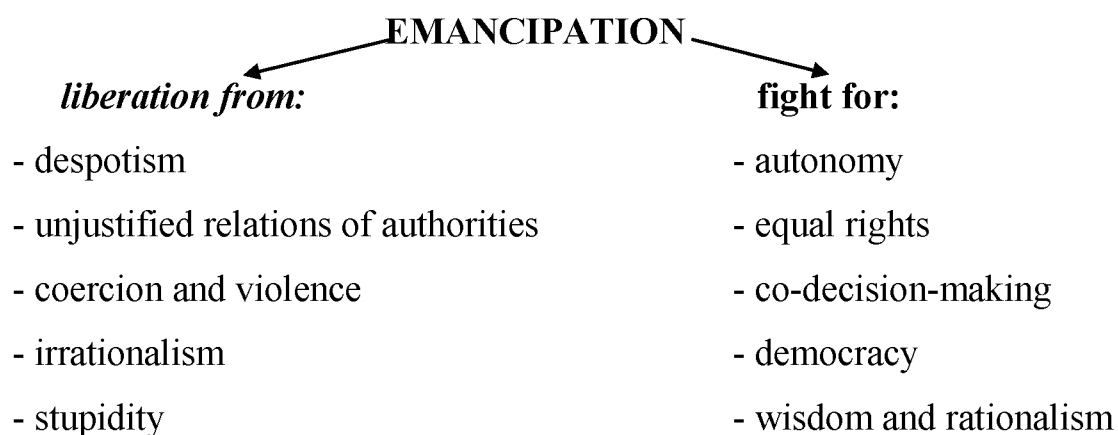 EMANCIPATION
liberation from:
- despotism
- unjustified relations of authorities
- coercion and violence
- irrationalism
- stupidity
fight for:
- autonomy
- equal rights
- co-decision-making
- democracy
- wisdom and rationalism